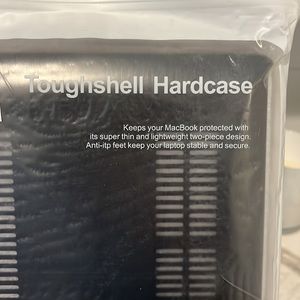 Toughshell Hardcase
Keeps your MacBook protected with
its super thin and lightweight two-piece design.
Anti-itp feet keep your laptop stable and secure.